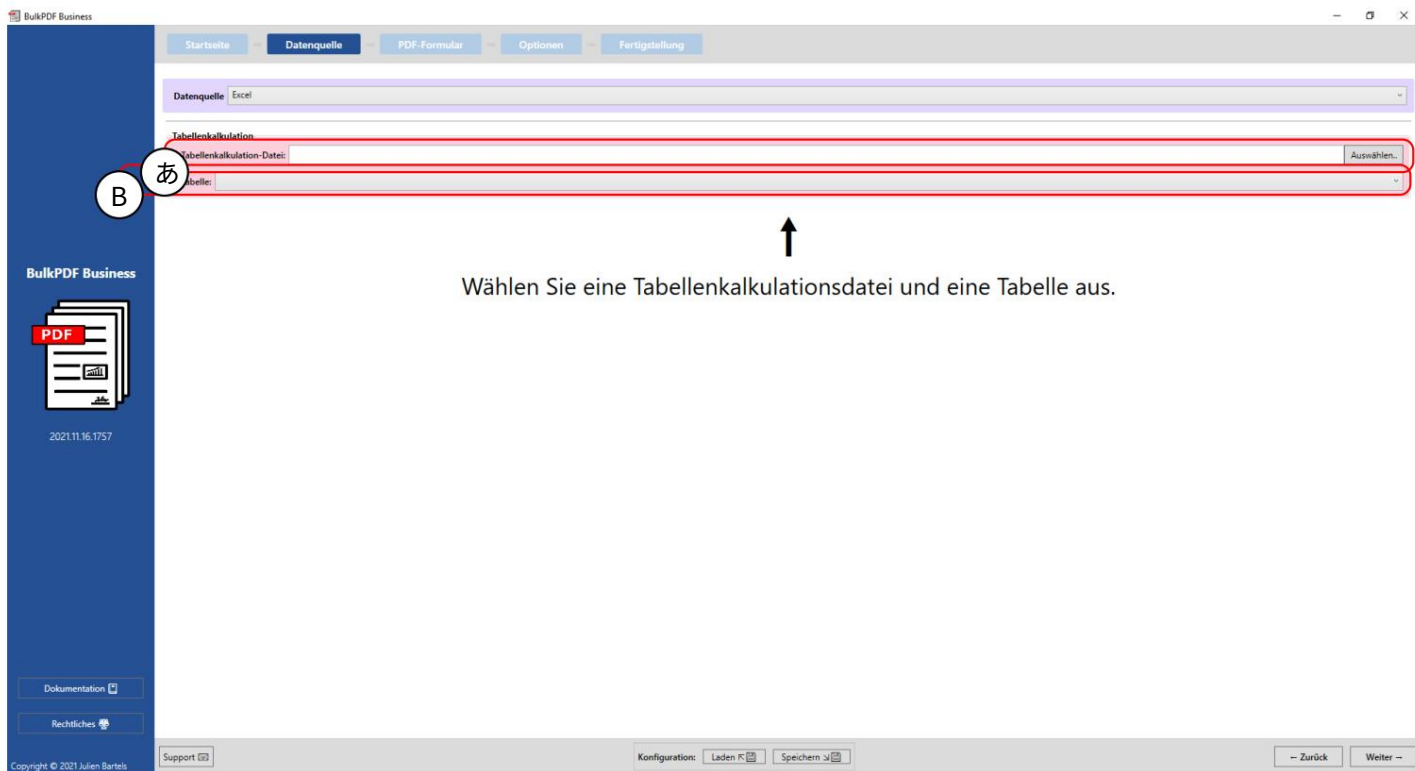 BulkPDF Business
Startseite → Datenquelle → PDF-Formular → Optionen → Fertigstellung
Datenquelle Excel
Tabellenkalkulation
Tabellenkalkulation-Datei: Auswählen..
あ
abelle:
B
Wählen Sie eine Tabellenkalkulationsdatei und eine Tabelle aus.
BulkPDF Business
PDF
2021.11.16.1757
Dokumentation
Rechtliches
Copyright © 2021 Julien Bartels
Support
Konfiguration: Laden Speichern
← Zurück Weiter →